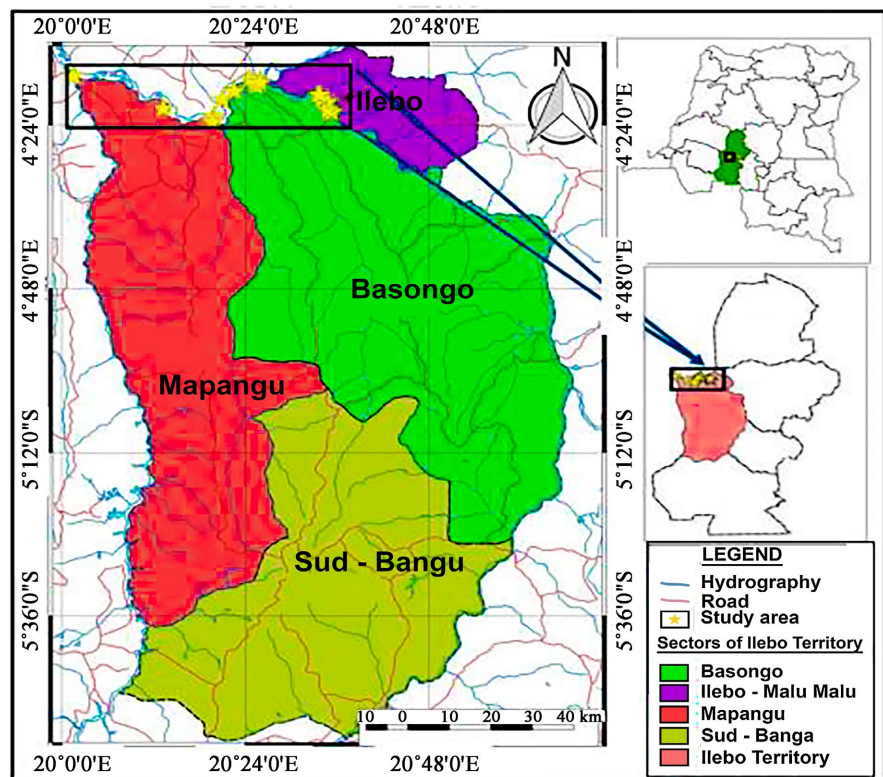 20°0'0"E 20°24'0"E 20°48'0"E
N
Ilebo
4°24'0"E
4°24'0"E
Basongo
4°48'0"E
4°48'0"E
Mapangu
5°12'0"S
5°12'0"S
Sud - Bangu
5°36'0"S
5°36'0"S
10 0 10 20 30 40 km
20°0'0"E 20°24'0"E 20°48'0"E
LEGEND
Hydrography
Road
Study area
Sectors of Ilebo Territory
Basongo
Ilebo - Malu Malu
Mapangu
Sud - Banga
Ilebo Territory